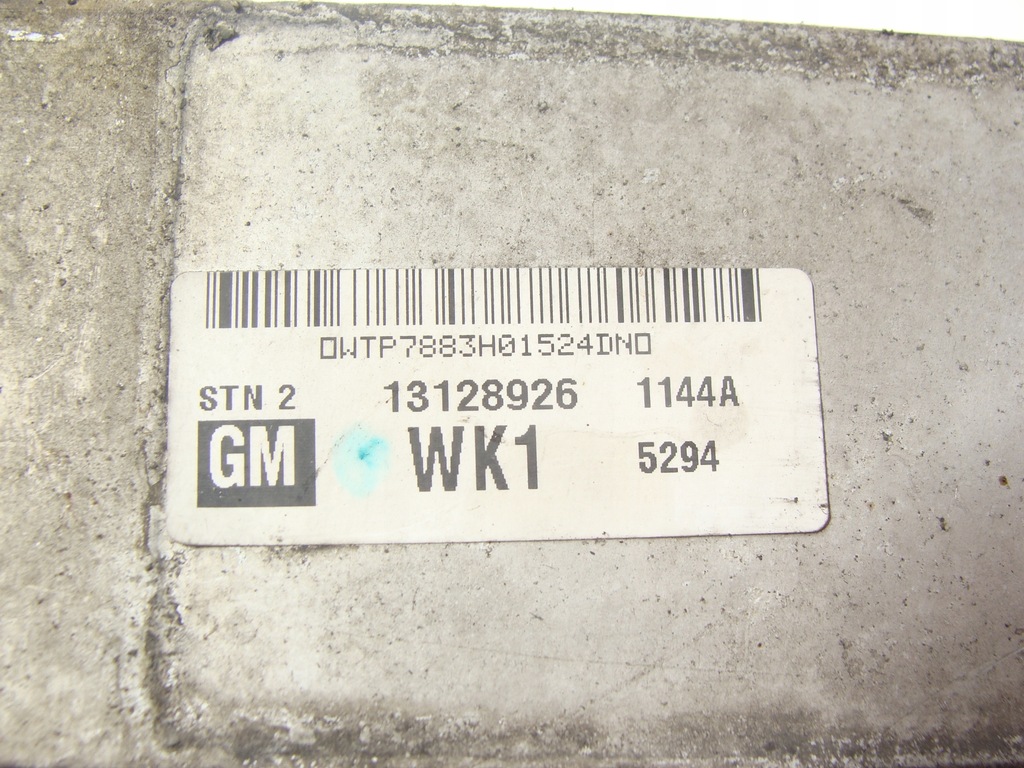 0WTP7883H01524DN0
STN 2 13128926 1144A
GM WK1 5294